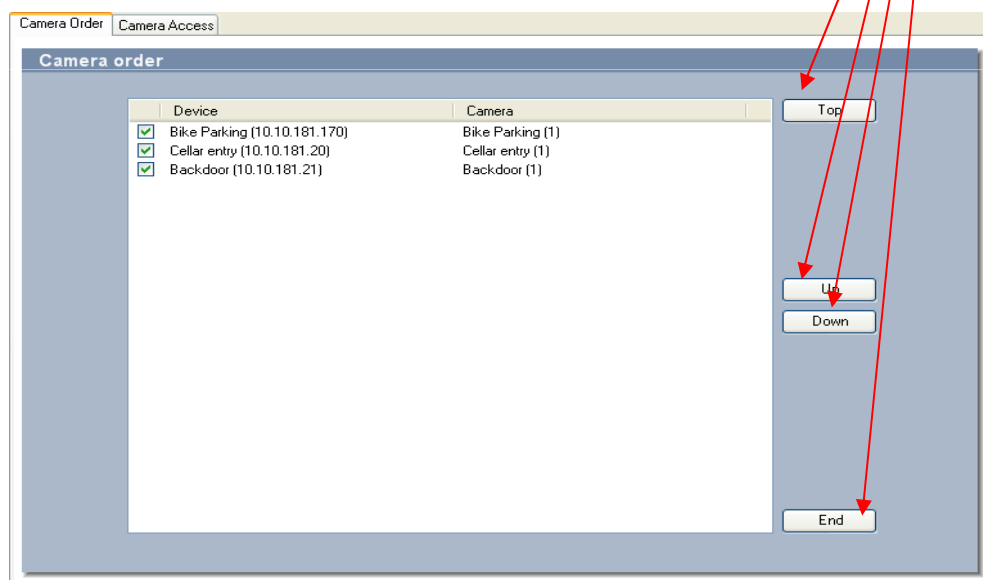 Camera Order Camera Access
Camera order
Device Camera
Bike Parking (10.10.181.170) Bike Parking (1)
Cellar entry (10.10.181.20) Cellar entry (1)
Backdoor (10.10.181.21) Backdoor (1)
Top
Up
Down
End